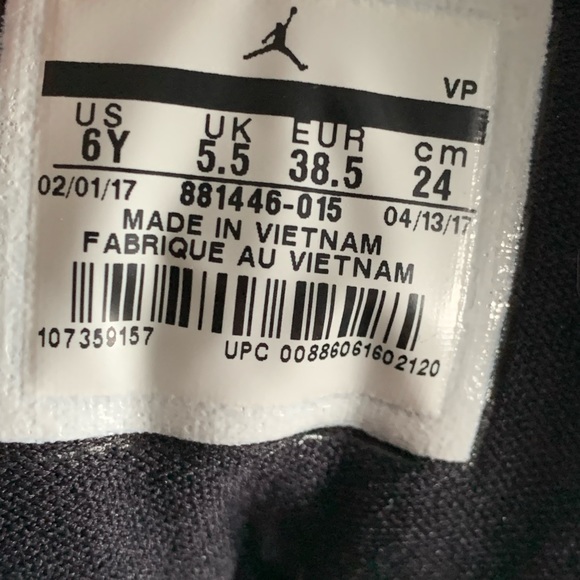 VP
US UK EUR cm
6Y 5.5 38.5 24
02/01/17 881446-015 04/13/17
MADE IN VIETNAM
FABRIQUE AU VIETNAM
107359157 UPC 00886061602120